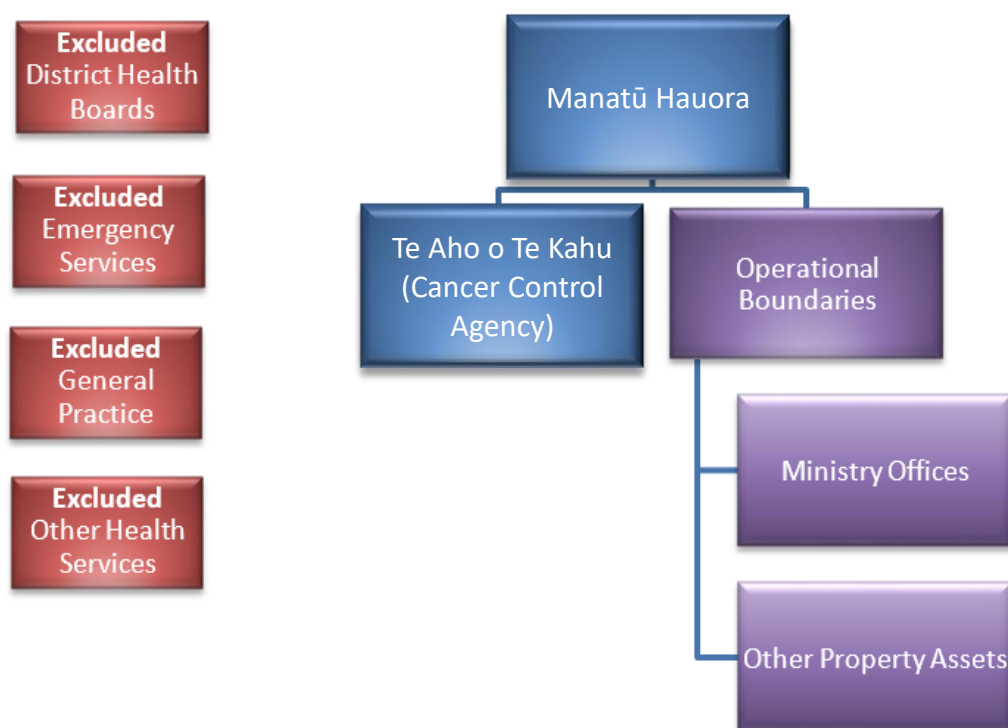 Excluded
District Health
Boards
Excluded
Emergency
Services
Excluded
General
Practice
Excluded
Other Health
Services
Manatū Hauora
Te Aho o Te Kahu
(Cancer Control
Agency)
Operational
Boundaries
Ministry Offices
Other Property Assets